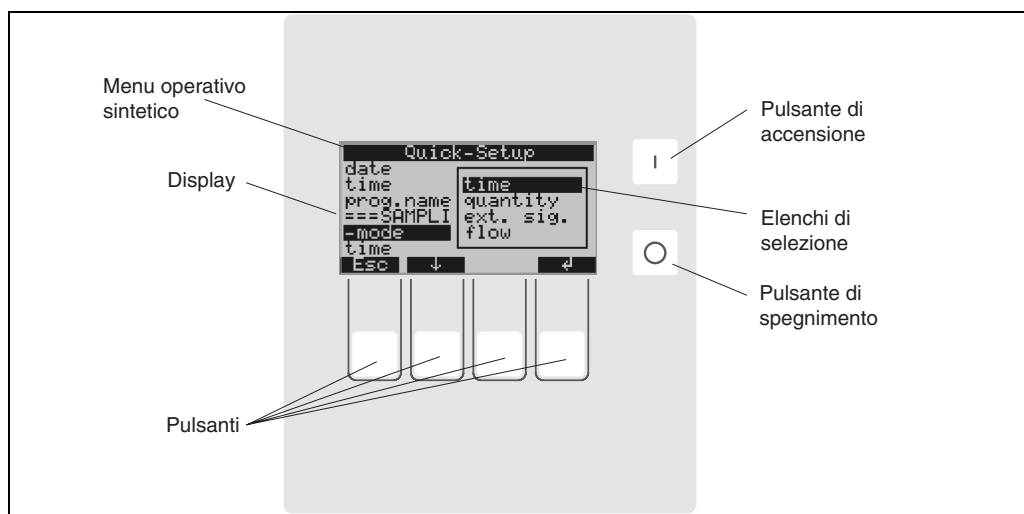 Menu operativo
sintetico
Display
Pulsanti
Quick-Setup
date
time
prog.name
===SAMPLI
-mode
time
time
quantity
ext. sig.
flow
Esc ↓ ↲
I
O
Pulsante di
accensione
Elenchi di
selezione
Pulsante di
spegnimento